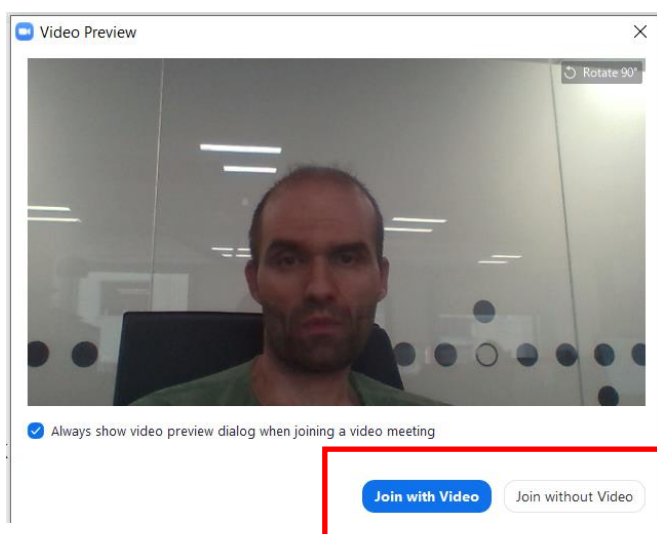 Video Preview
Rotate 90°
Always show video preview dialog when joining a video meeting
Join with Video Join without Video